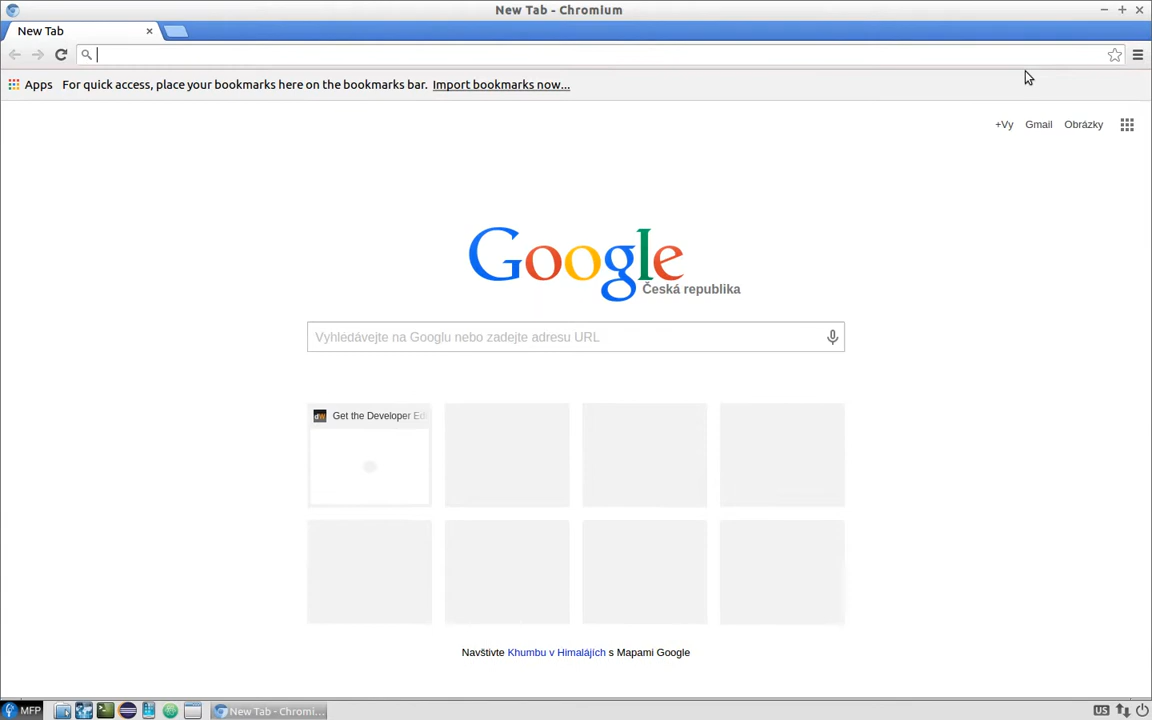 New Tab - Chromium
New Tab
Apps For quick access, place your bookmarks here on the bookmarks bar. Import bookmarks now...
+Vy Gmail Obrázky
Google
Česká republika
Vyhledávejte na Googlu nebo zadejte adresu URL
dW Get the Developer Ed
Navštivte Khumbu v Himalájích s Mapami Google
MFP New Tab - Chromi... US